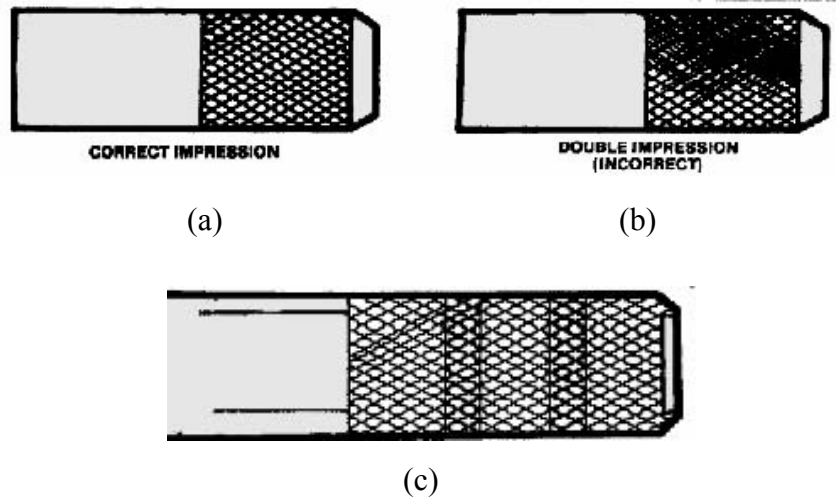 CORRECT IMPRESSION
DOUBLE IMPRESSION
(INCORRECT)
(a)
(b)
(c)